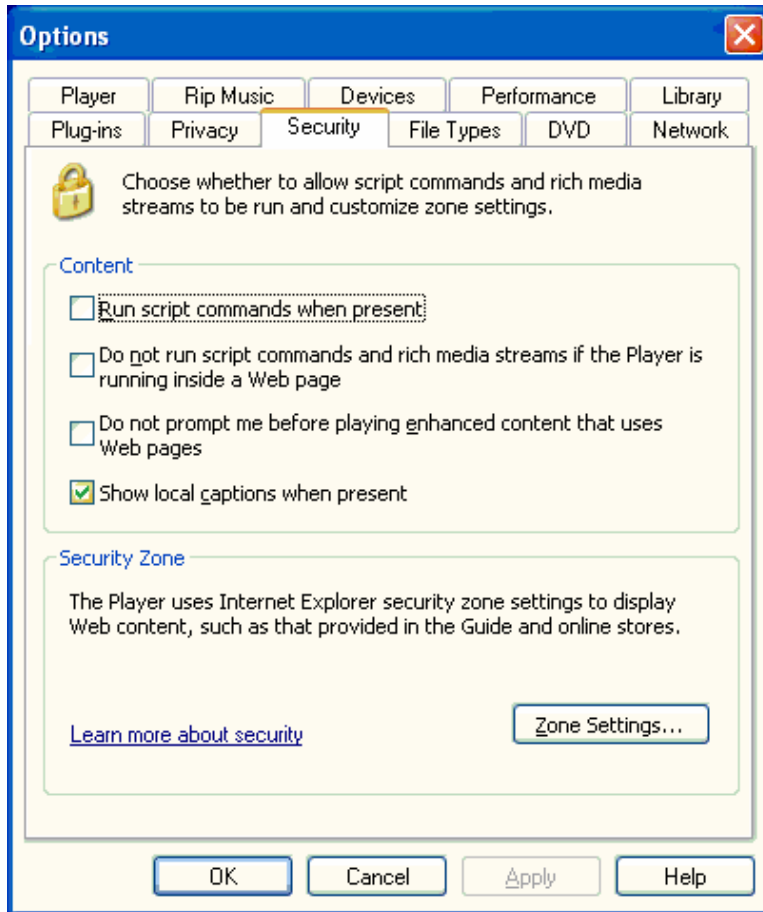 Options
Player Rip Music Devices Performance Library
Plug-ins Privacy Security File Types DVD Network
Choose whether to allow script commands and rich media
streams to be run and customize zone settings.
Content
Run script commands when present
Do not run script commands and rich media streams if the Player is
running inside a Web page
Do not prompt me before playing enhanced content that uses
Web pages
Show local captions when present
Security Zone
The Player uses Internet Explorer security zone settings to display
Web content, such as that provided in the Guide and online stores.
Learn more about security
Zone Settings...
OK Cancel Apply Help